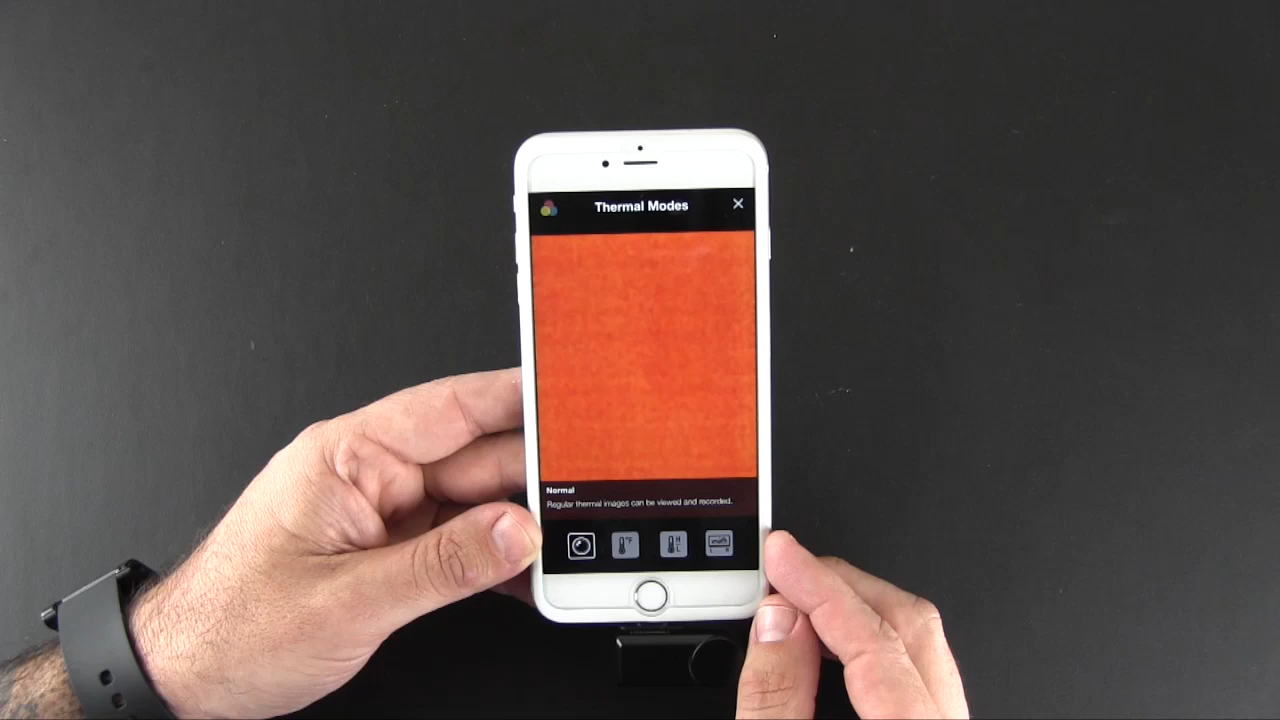 Thermal Modes
Normal
Regular thermal images can be viewed and recorded.
°F
H
L